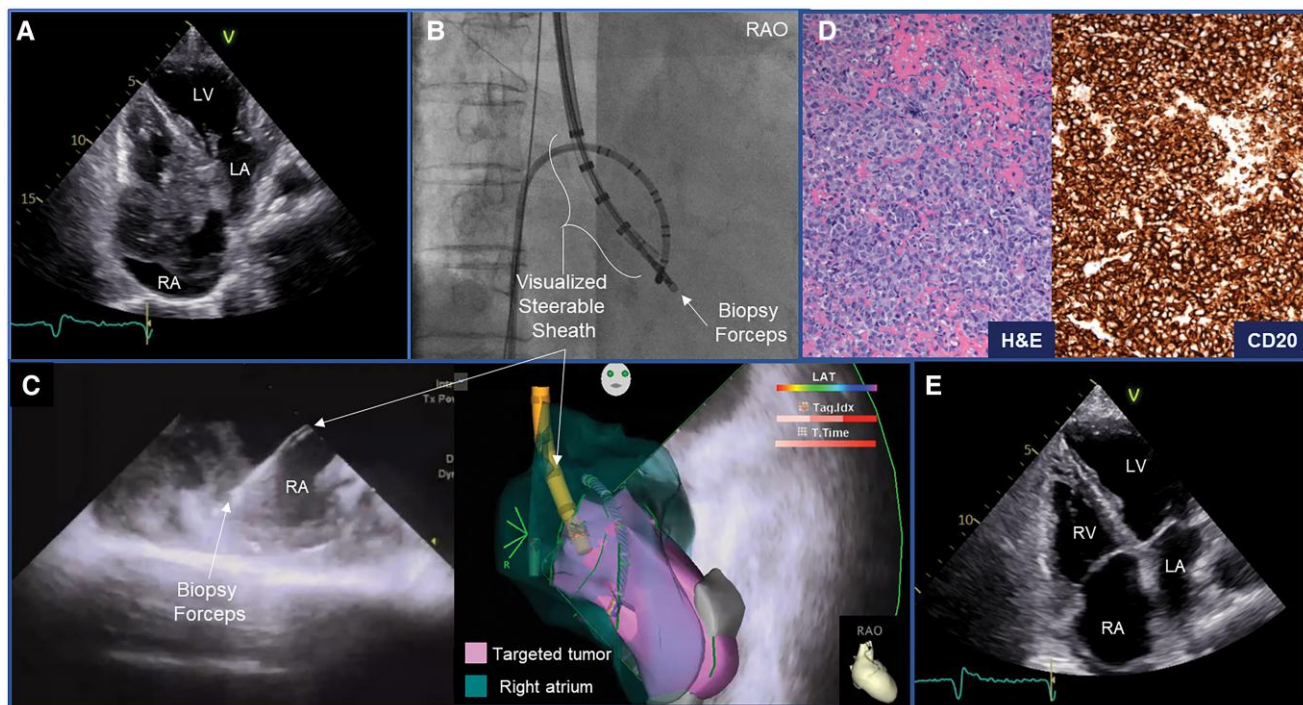 A
V
5
10
15
LV
LA
RA
B
RAO
Visualized
Steerable
Sheath
Biopsy
Forceps
D
H&E
CD20
C
RA
Biopsy
Forceps
LAT
Tag.Idx
T.Time
R
Targeted tumor
Right atrium
RAO
E
V
5
10
LV
RV
LA
RA